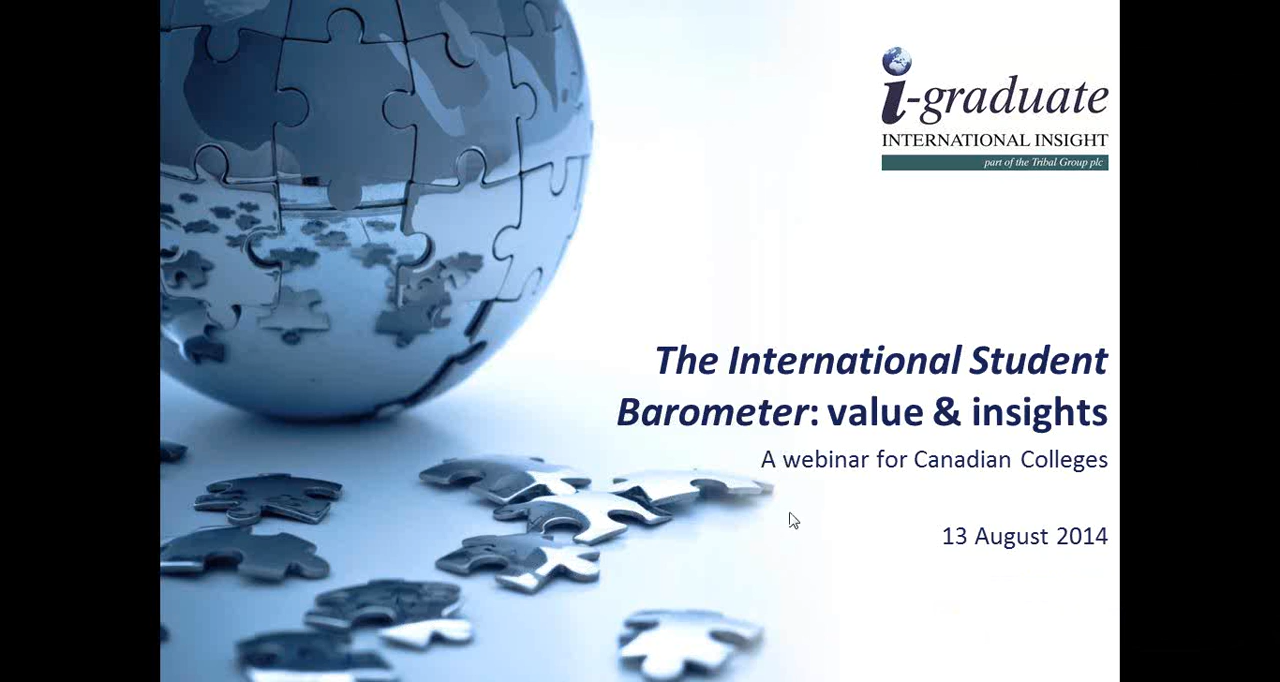 i-graduate
INTERNATIONAL INSIGHT
part of the Tribal Group plc
The International Student
Barometer: value & insights
A webinar for Canadian Colleges
13 August 2014